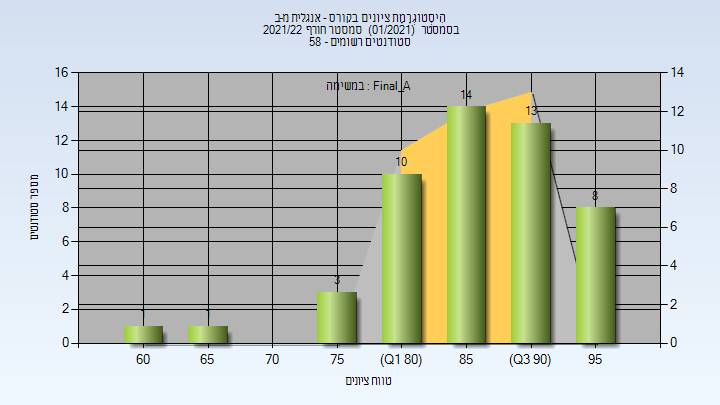 היסטוגרמת ציונים בקורס - אנגלית מ-ב
בסמסטר (01/2021) סמסטר חורף 2021/22
סטודנטים רשומים - 58
במשימה : Final_A
מספר סטודנטים
16 14 12 10 8 6 4 2 0
14 12 10 8 6 4 2 0
1 1 3 10 14 13 8
60 65 70 75 (Q1 80) 85 (Q3 90) 95
טווח ציונים